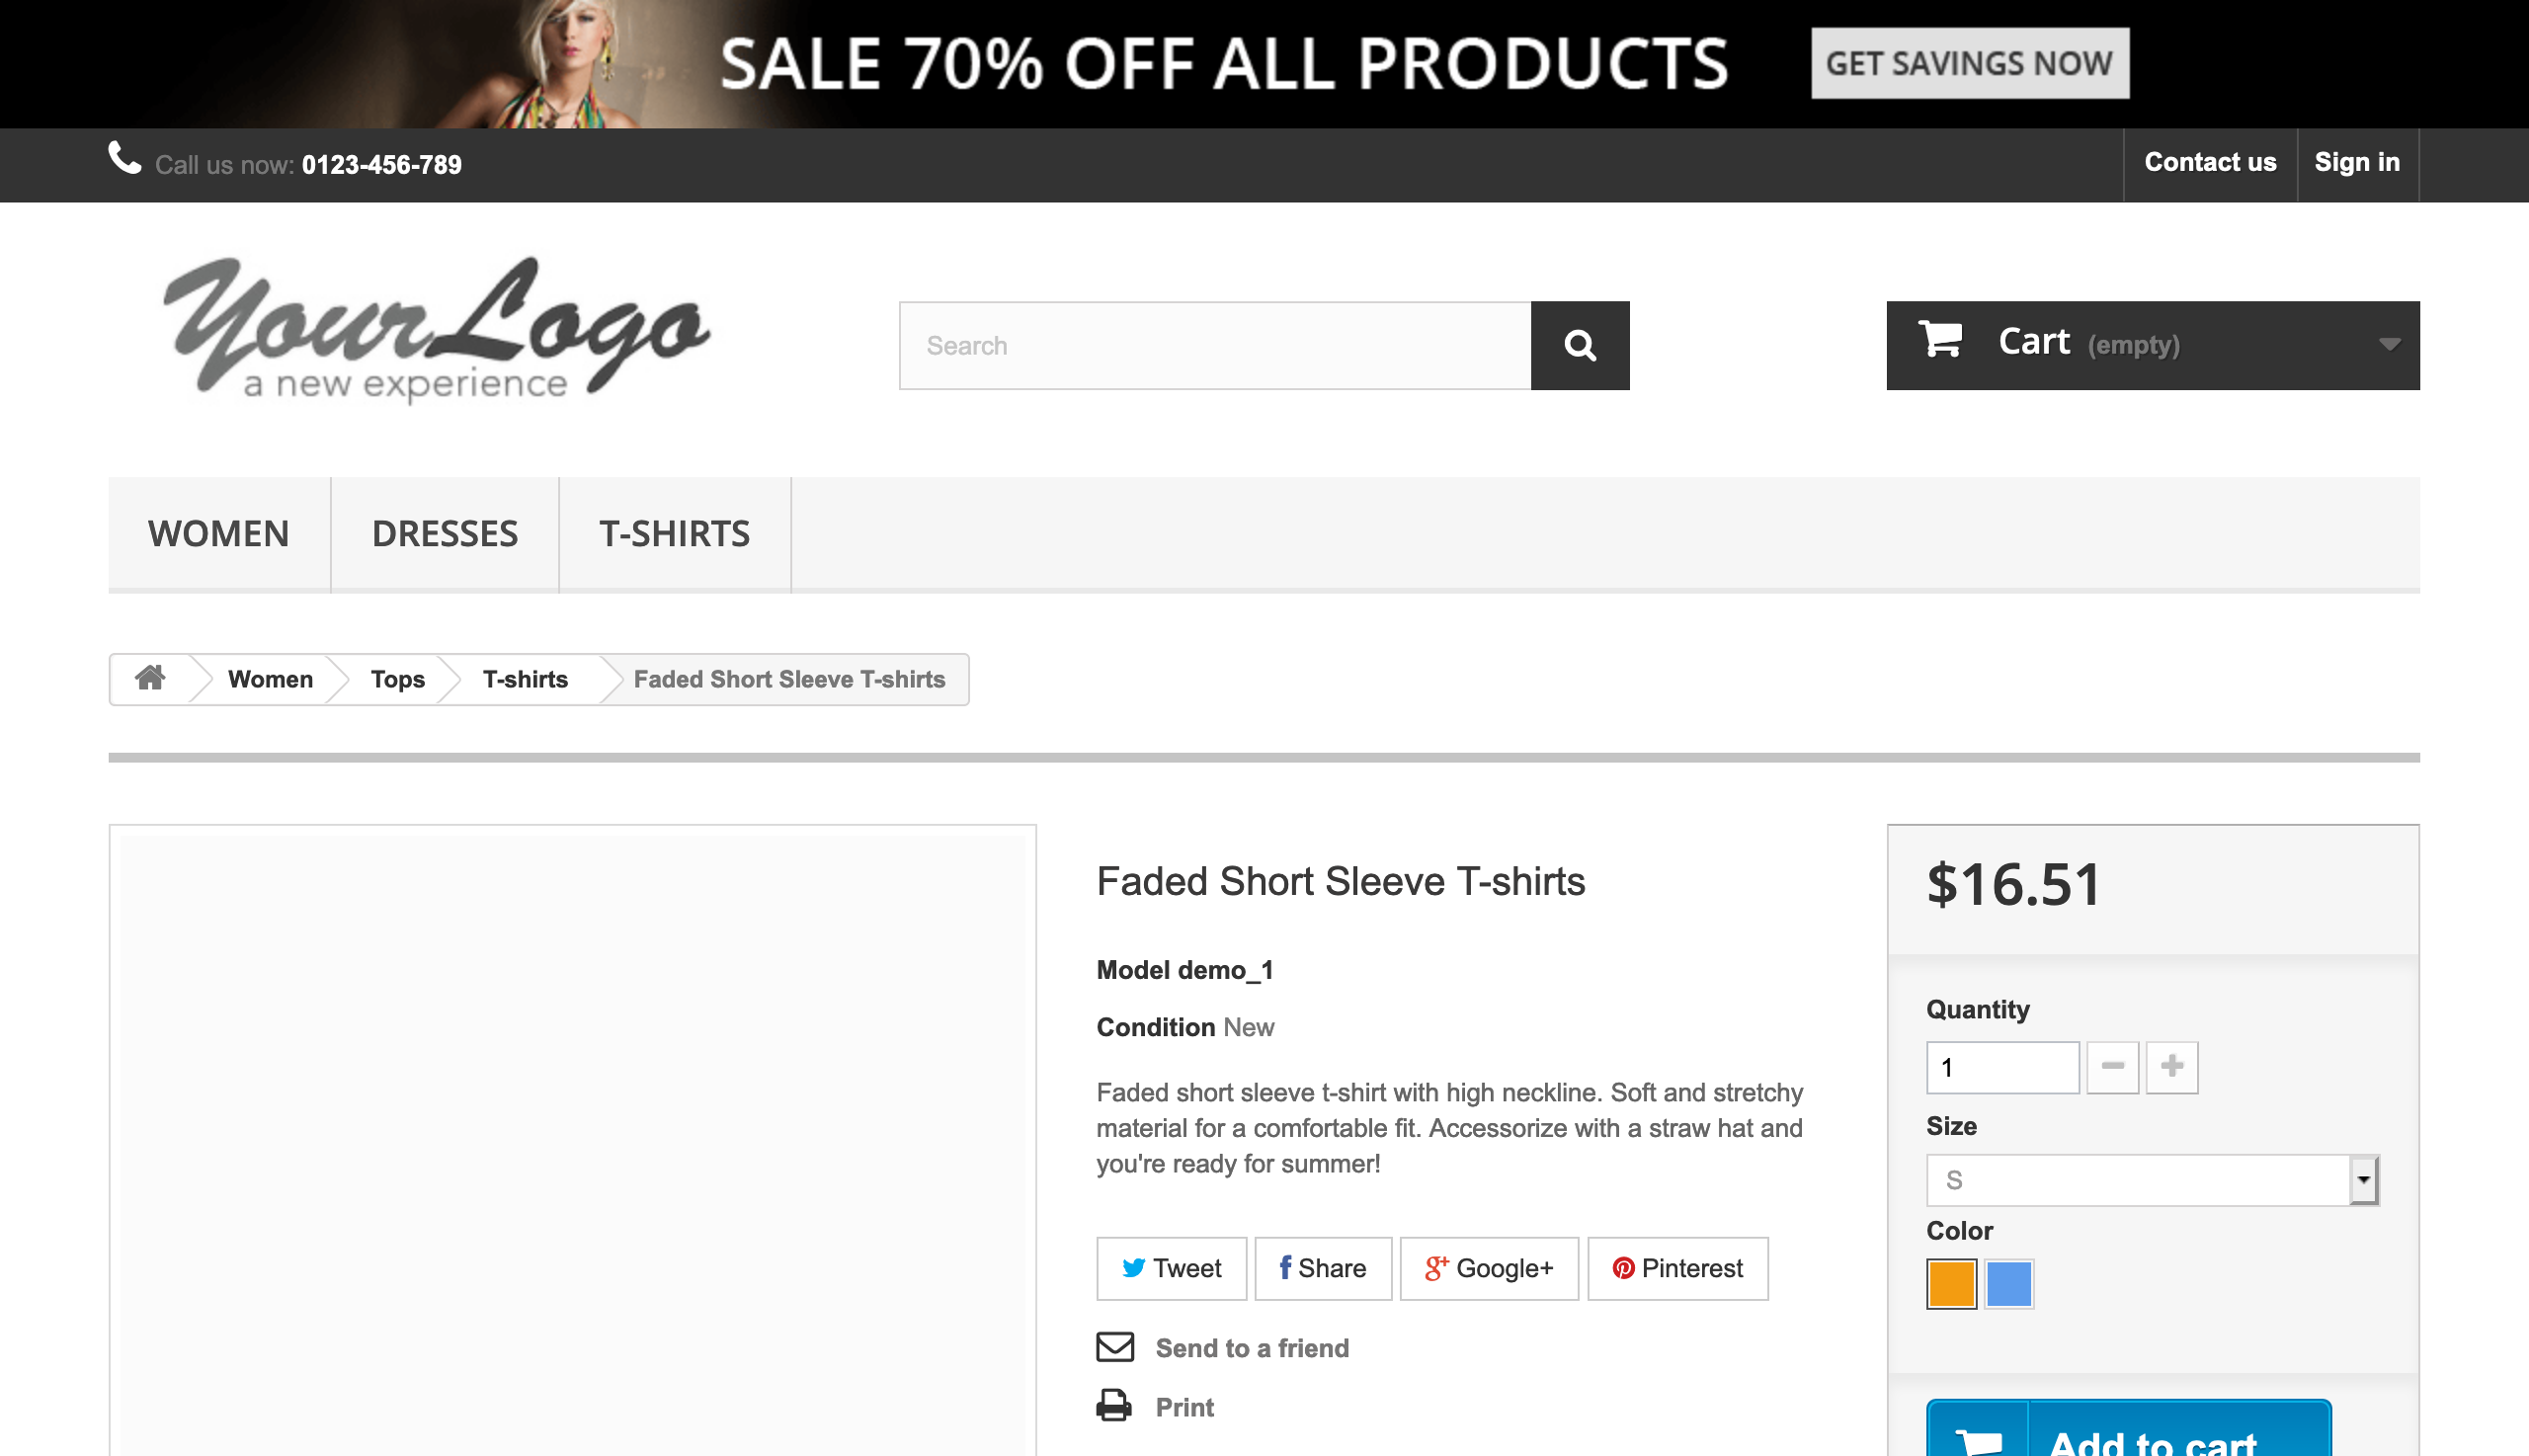 SALE 70% OFF ALL PRODUCTS GET SAVINGS NOW
Call us now: 0123-456-789 Contact us Sign in
YourLogo
a new experience
Search
Cart (empty)
WOMEN DRESSES T-SHIRTS
Women Tops T-shirts Faded Short Sleeve T-shirts
Faded Short Sleeve T-shirts
Model demo_1
Condition New
Faded short sleeve t-shirt with high neckline. Soft and stretchy
material for a comfortable fit. Accessorize with a straw hat and
you're ready for summer!
Tweet Share Google+ Pinterest
Send to a friend
Print
$16.51
Quantity
1
Size
S
Color
Add to cart